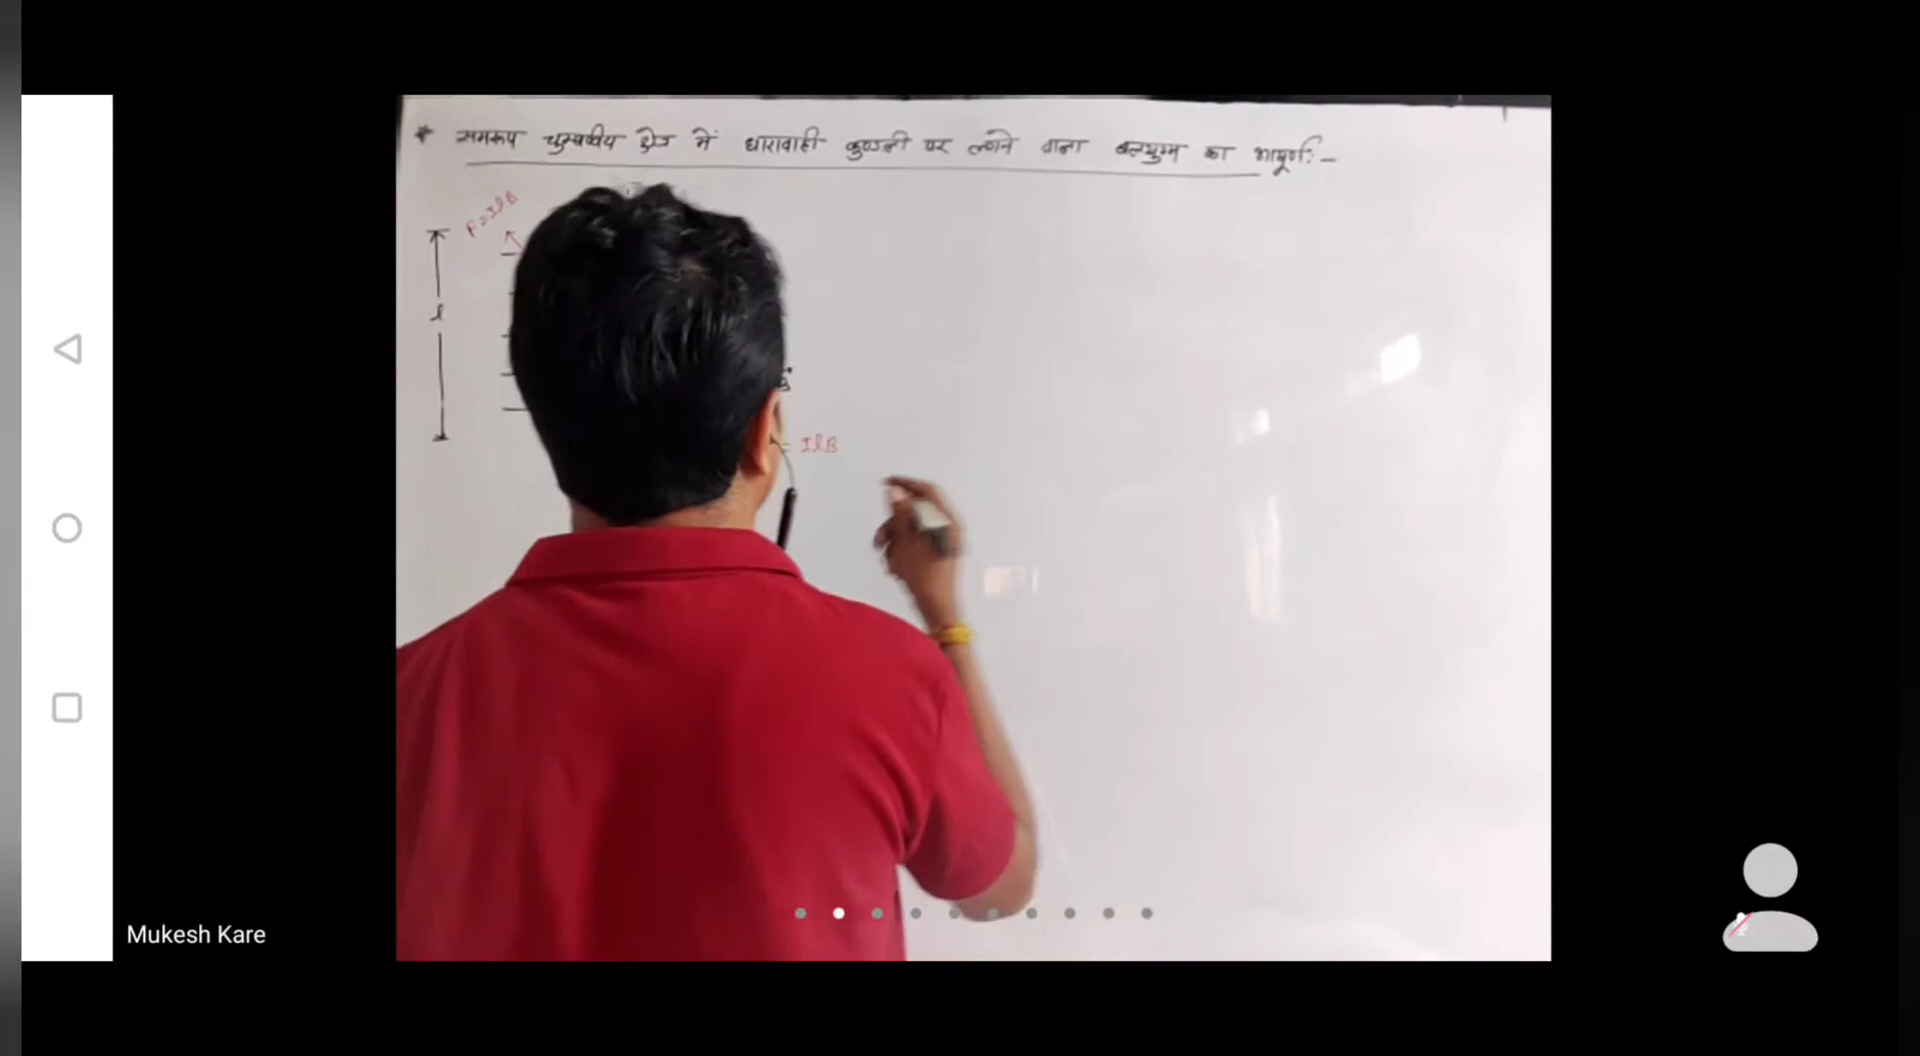 * समरूप चुम्बकीय क्षेत्र में धारावाही कुण्डली पर लगने वाला बलयुग्म का आघूर्ण :-
F = IlB
l
= IlB
Mukesh Kare